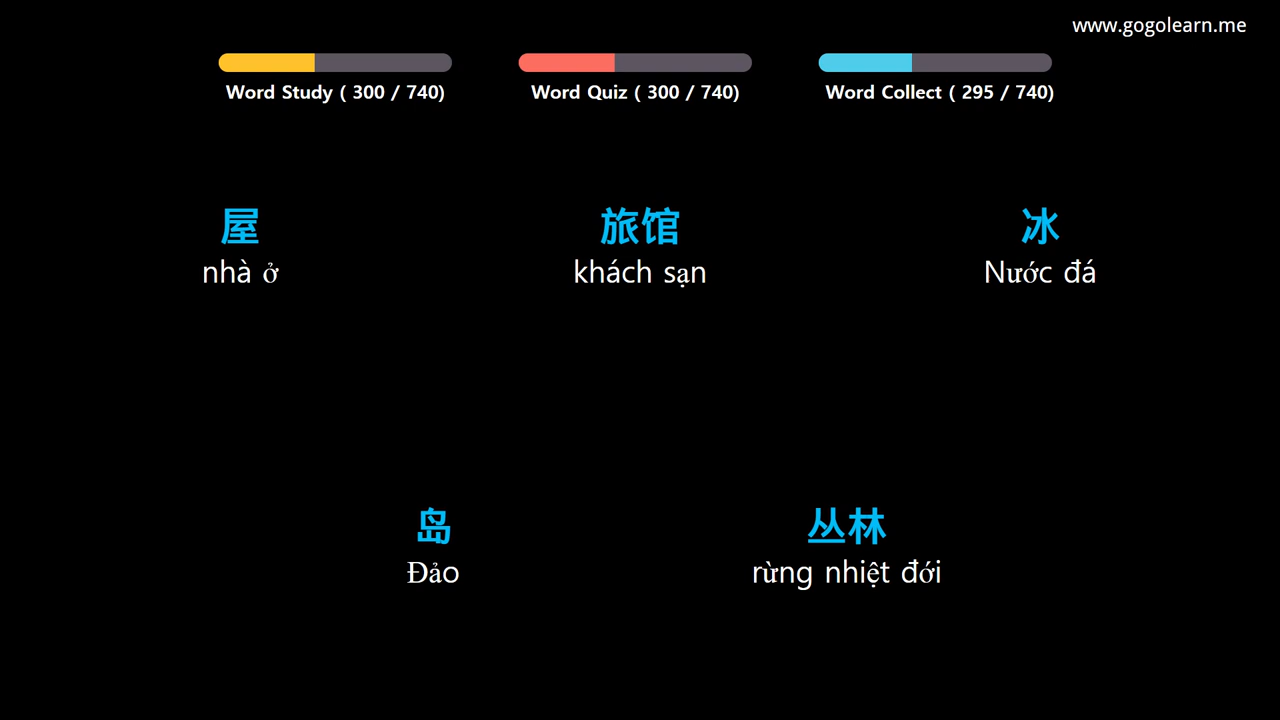 www.gogolearn.me
Word Study ( 300 / 740)
Word Quiz ( 300 / 740)
Word Collect ( 295 / 740)
屋
nhà ở
旅馆
khách sạn
冰
Nước đá
岛
Đảo
丛林
rừng nhiệt đới